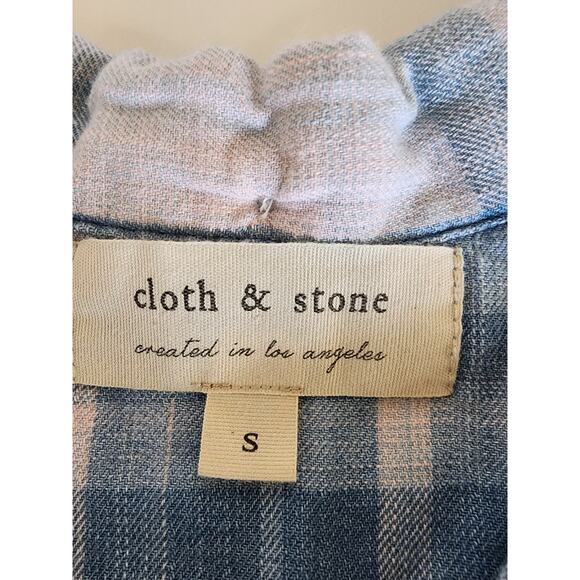 cloth & stone
created in los angeles
S